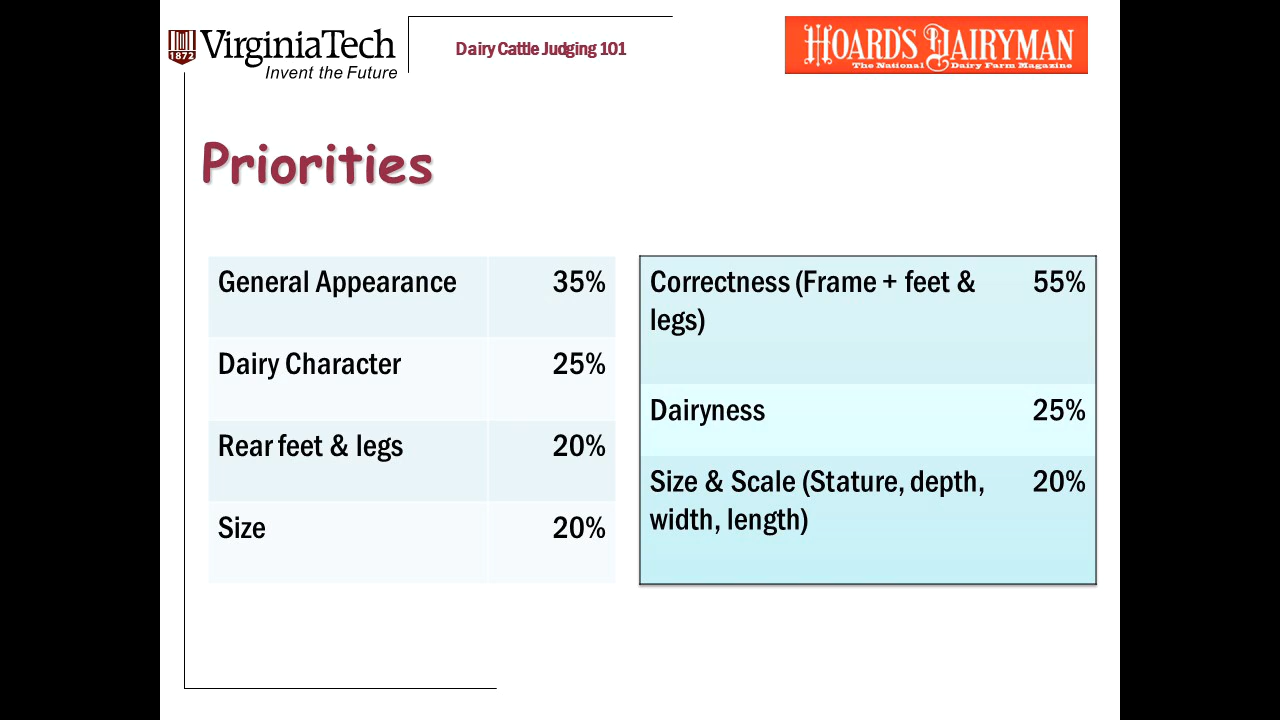 VirginiaTech
1872
Invent the Future
Dairy Cattle Judging 101
HOARD'S DAIRYMAN
The National Dairy Farm Magazine
Priorities
General Appearance 35%
Dairy Character 25%
Rear feet & legs 20%
Size 20%
Correctness (Frame + feet & 55%
legs)
Dairyness 25%
Size & Scale (Stature, depth, 20%
width, length)